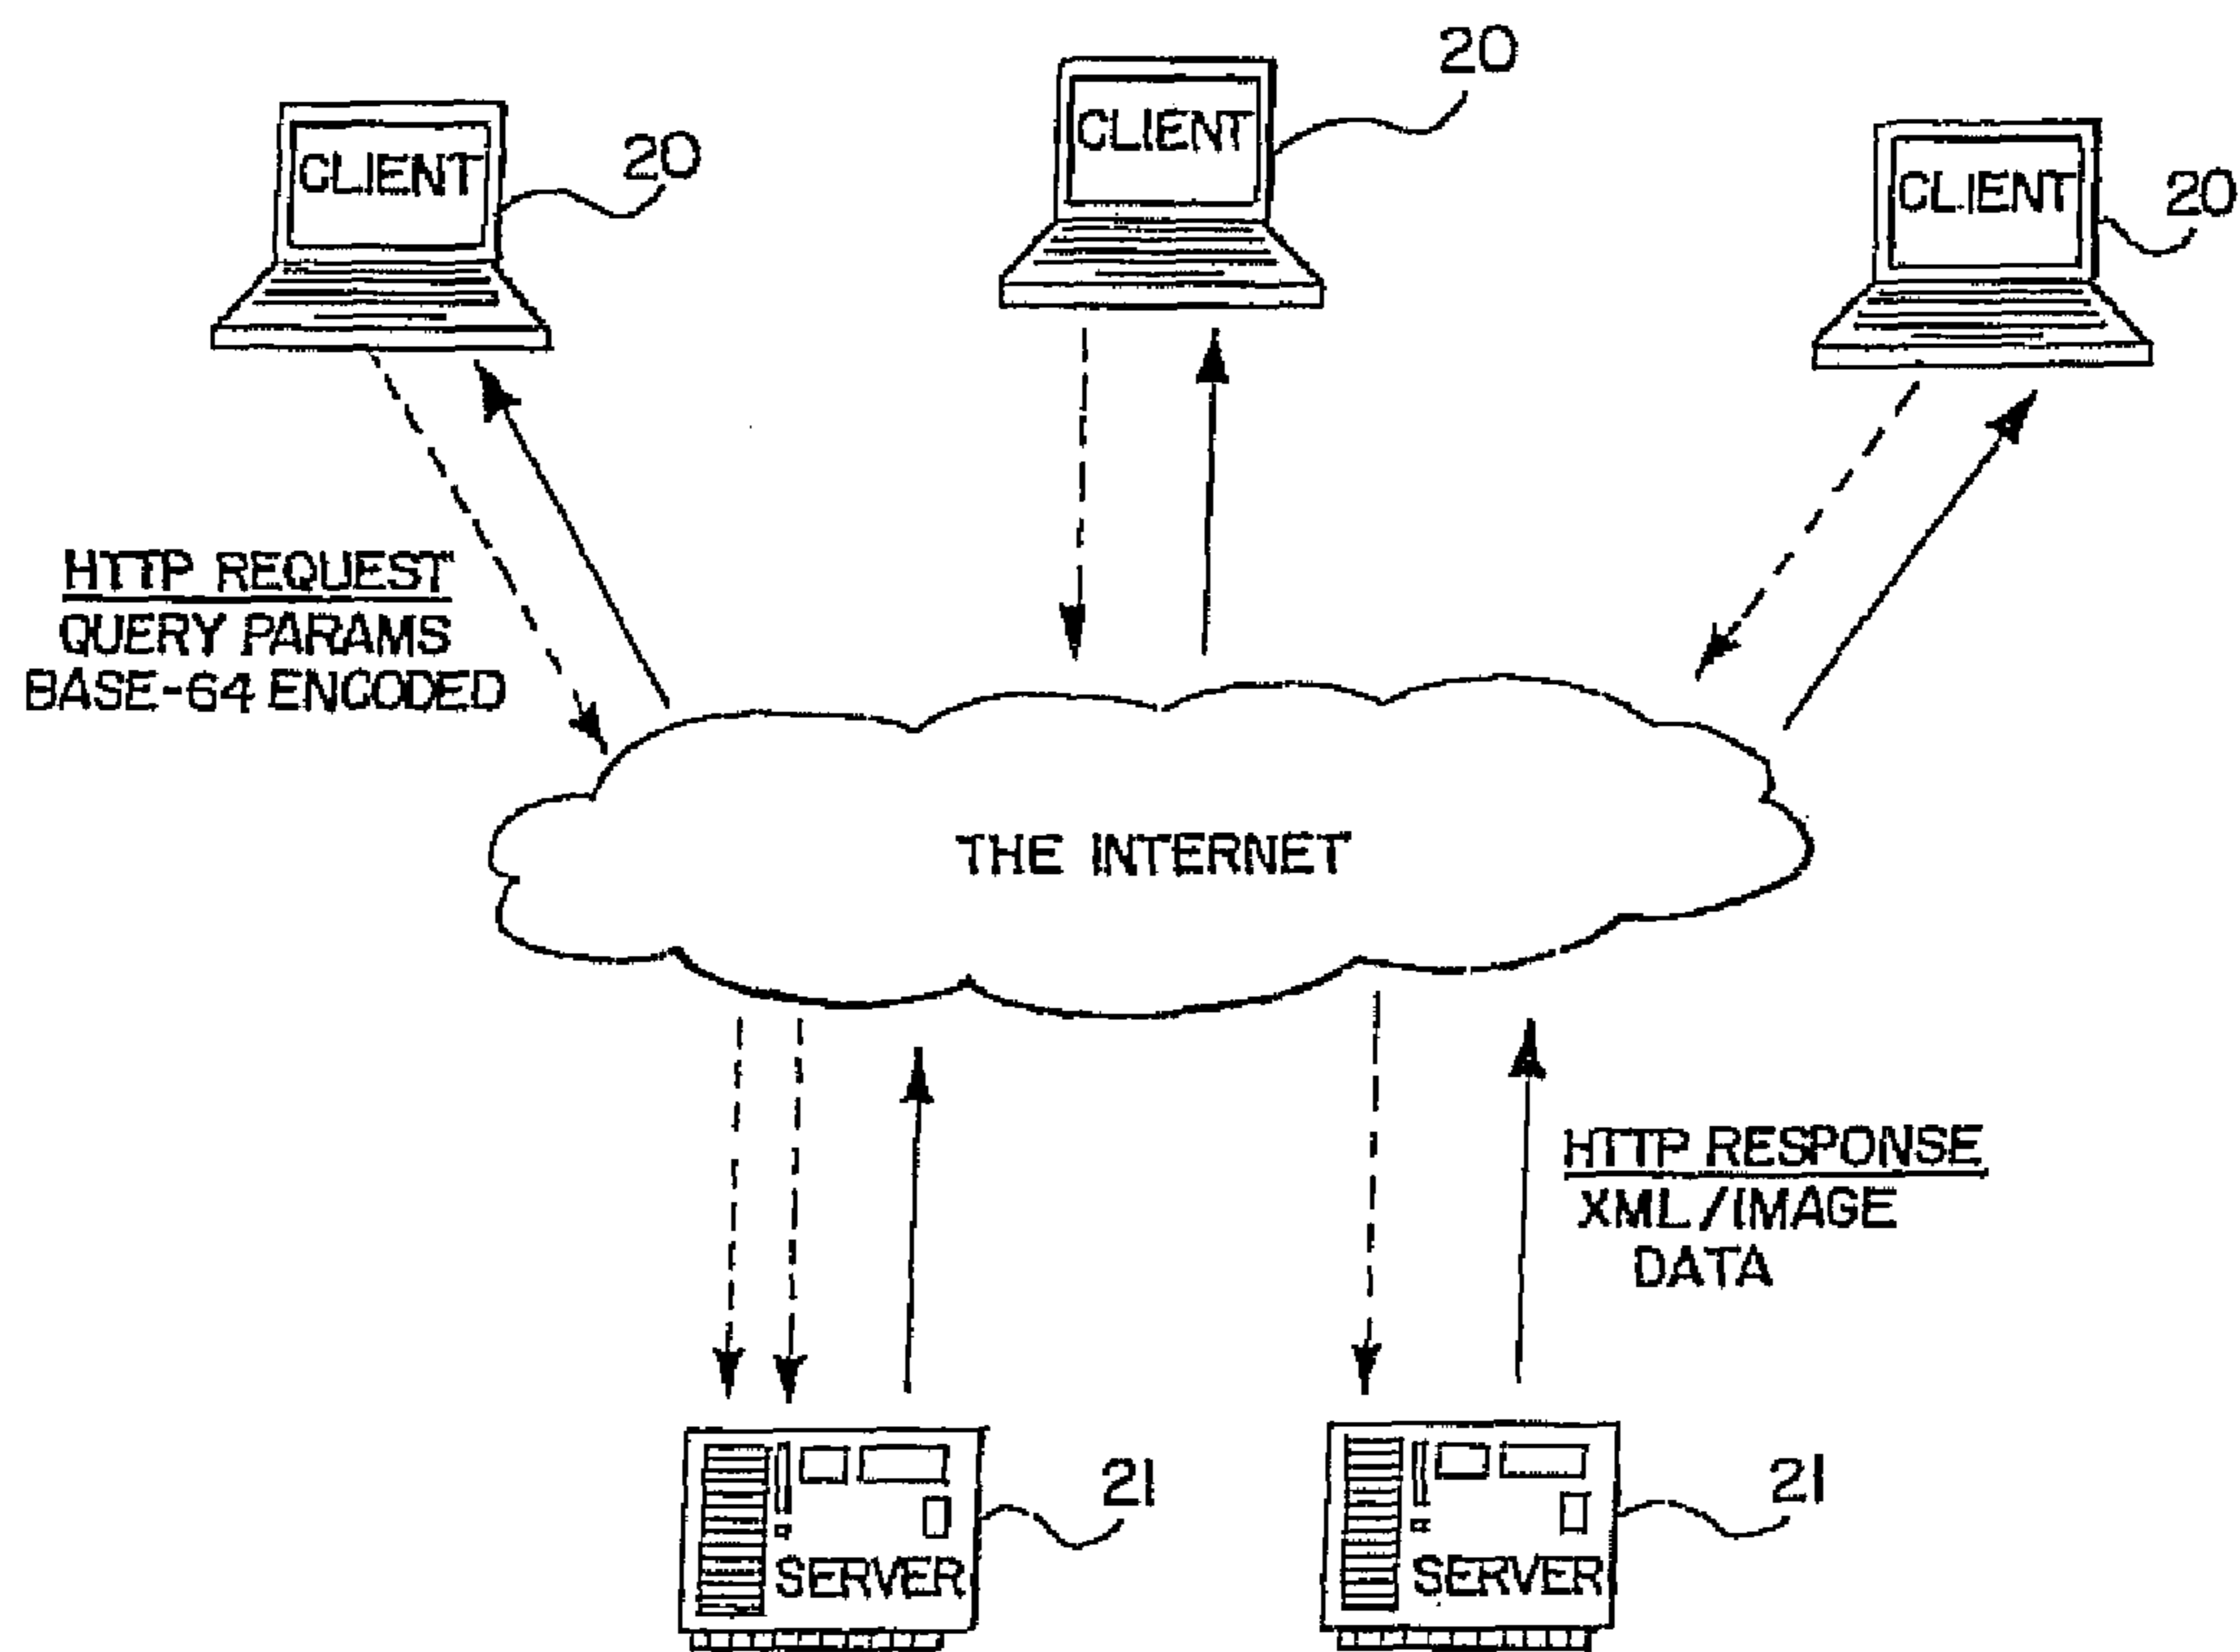 20
CLIENT
20
CLIENT
CLIENT
20
HTTP REQUEST
QUERY PARAMS
BASE-64 ENCODED
THE INTERNET
HTTP RESPONSE
XML/IMAGE
DATA
21
SERVER
21
SERVER